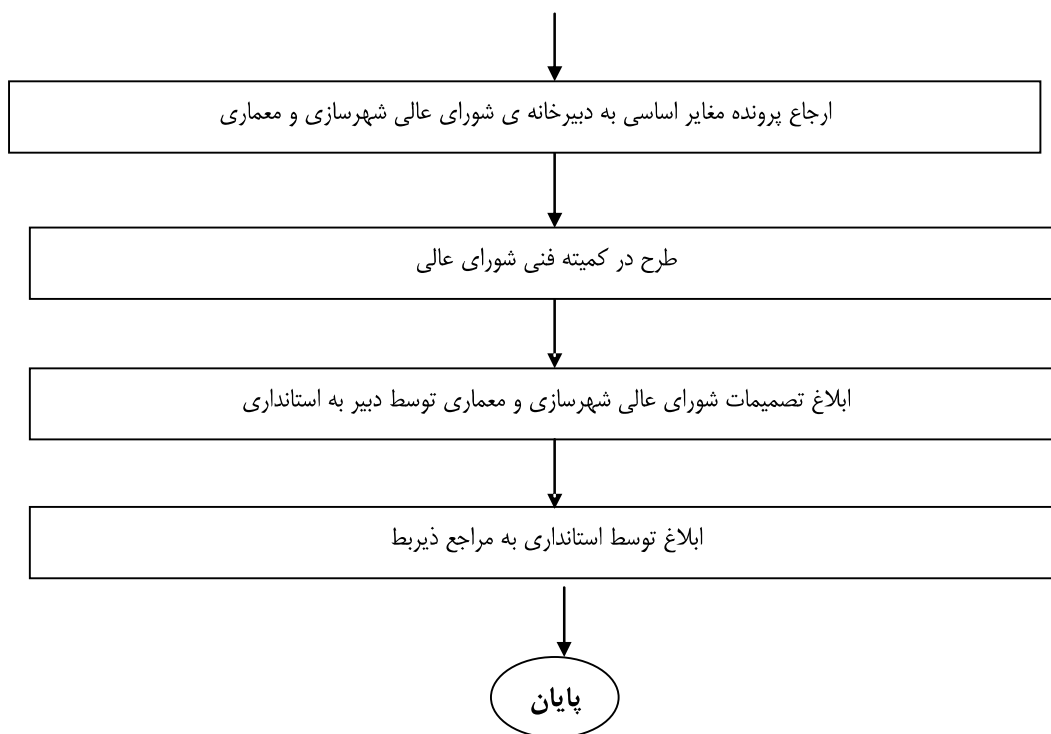 ارجاع پرونده مغایر اساسی به دبیرخانه ی شورای عالی شهرسازی و معماری
طرح در کمیته فنی شورای عالی
ابلاغ تصمیمات شورای عالی شهرسازی و معماری توسط دبیر به استانداری
ابلاغ توسط استانداری به مراجع ذیربط
پایان